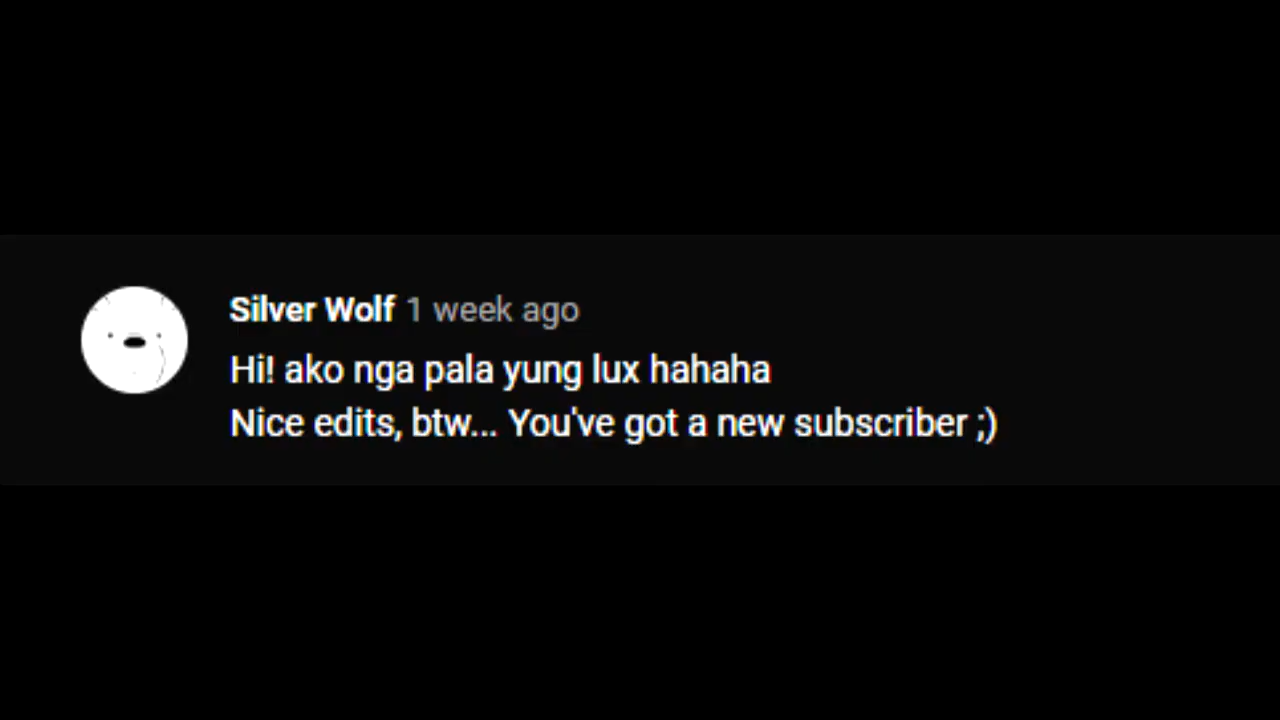 Silver Wolf 1 week ago
Hi! ako nga pala yung lux hahaha
Nice edits, btw... You've got a new subscriber ;)